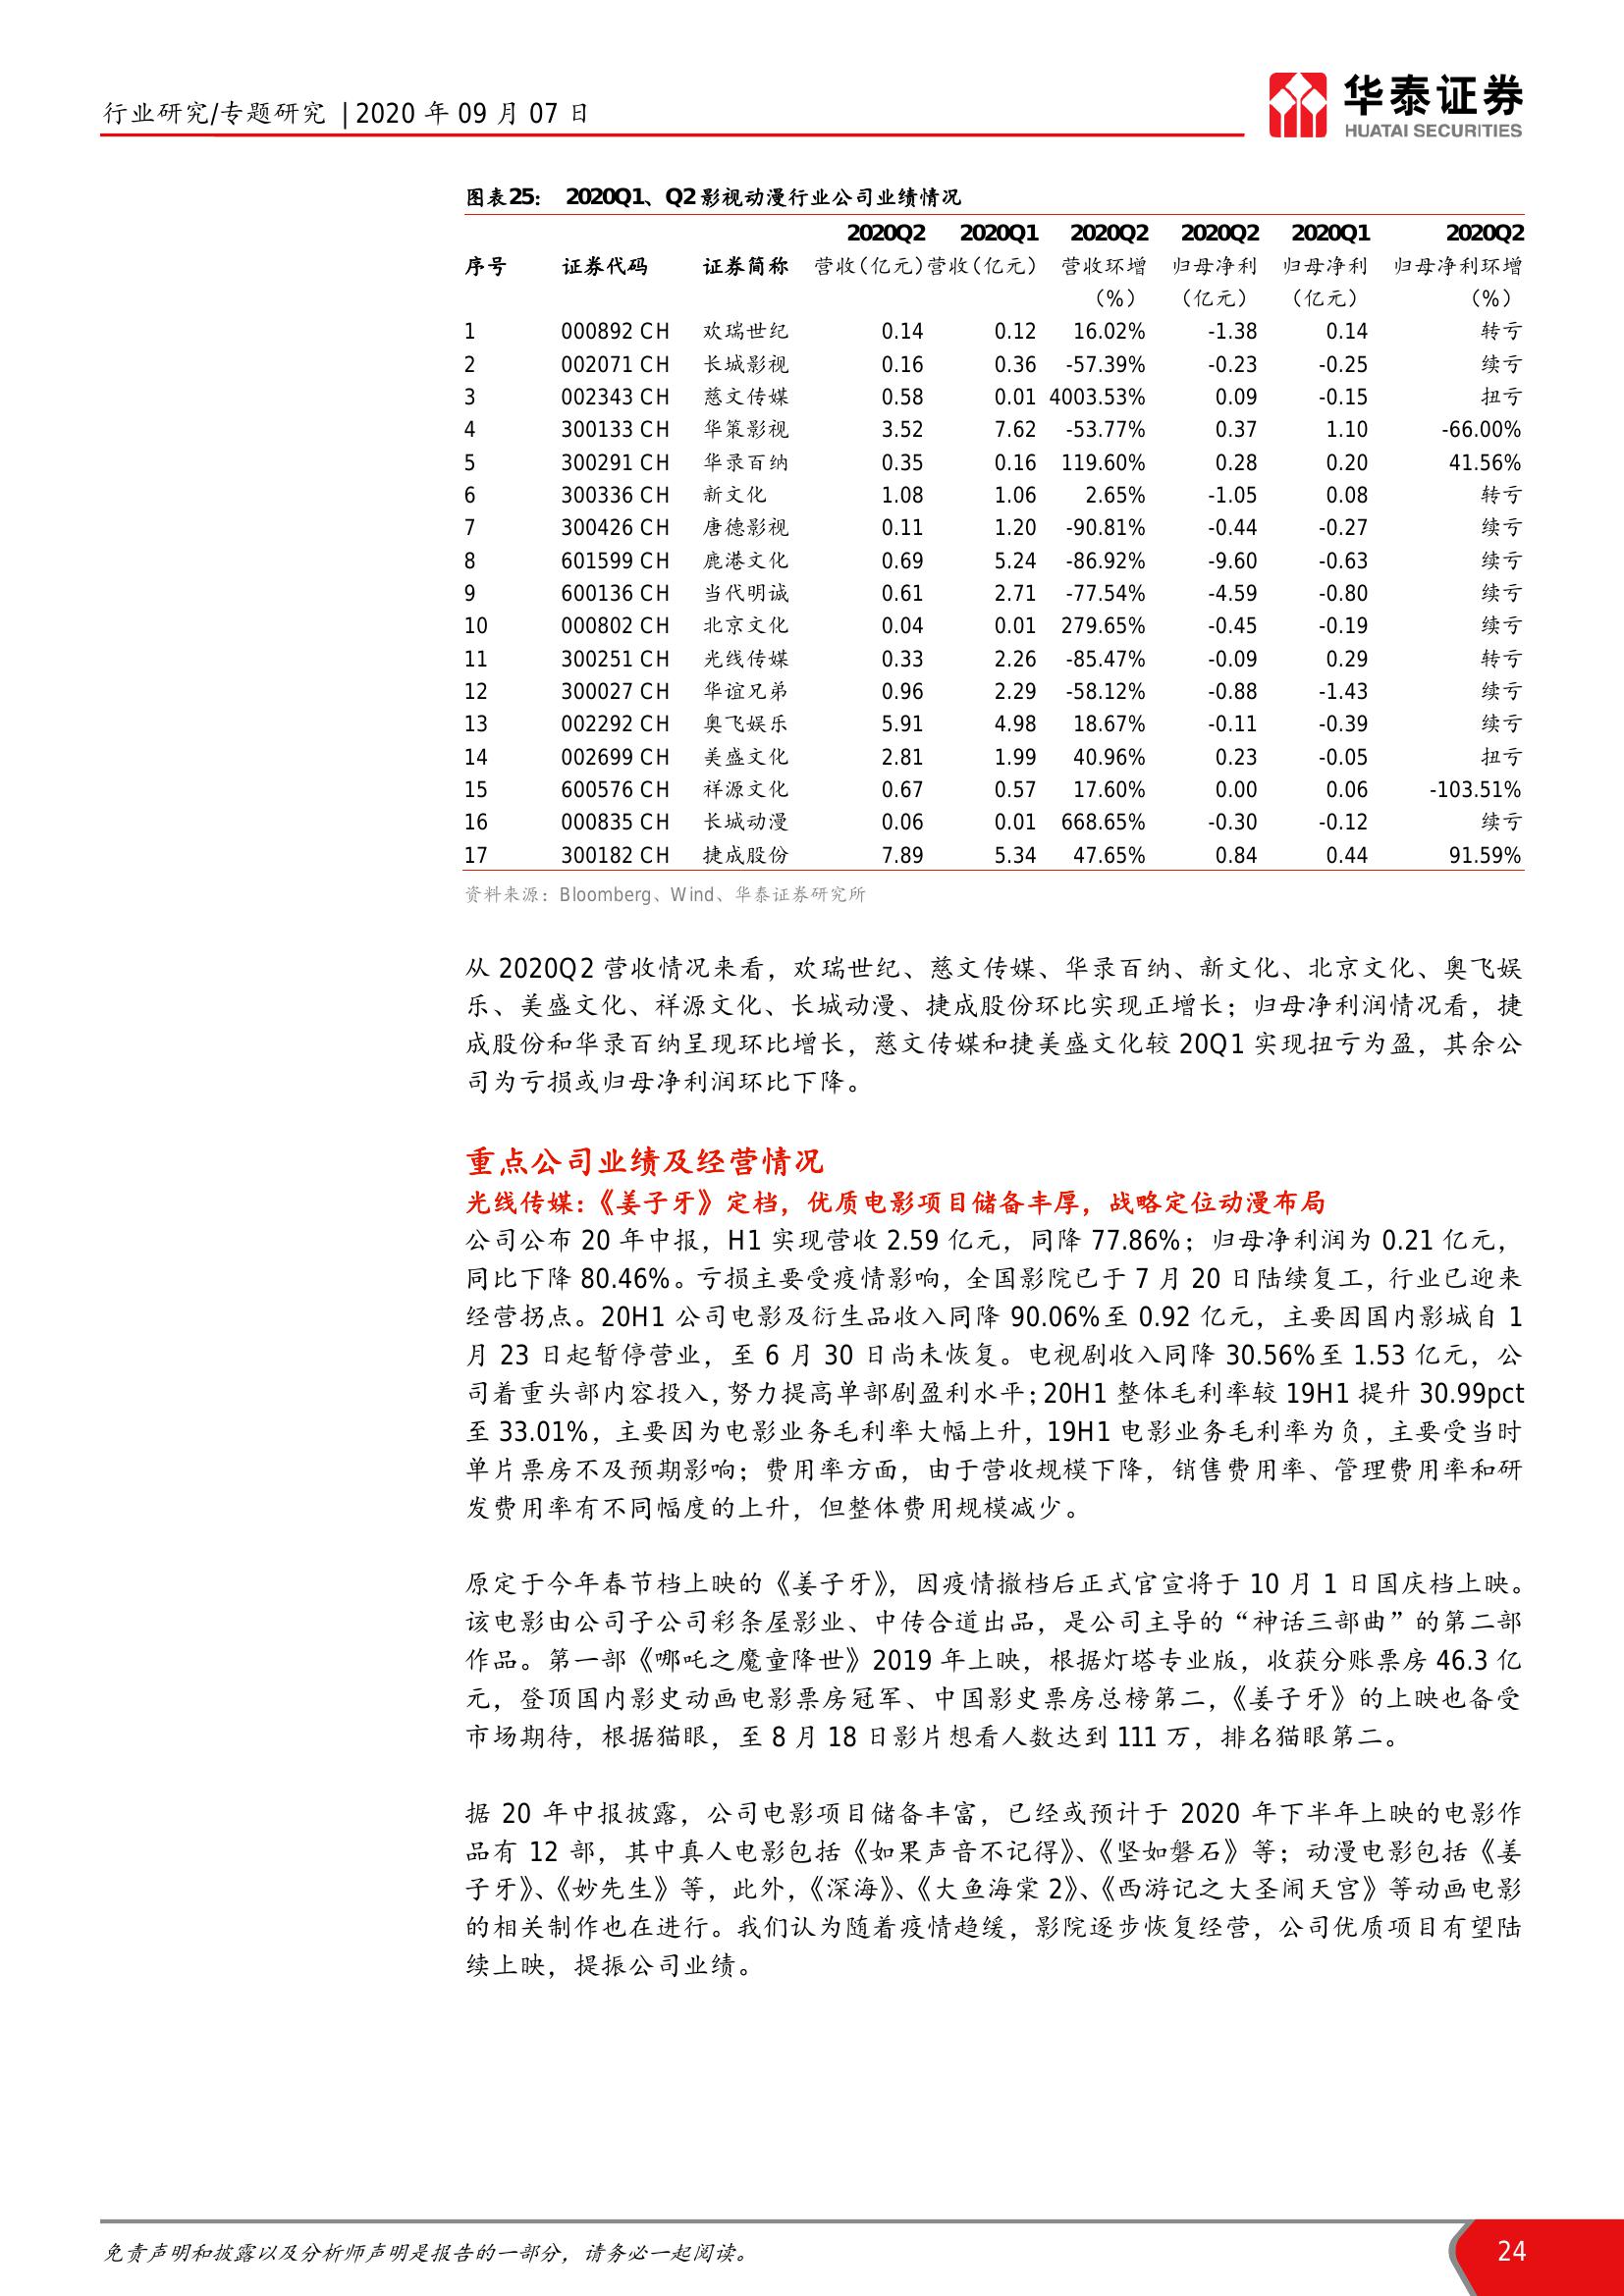 行业研究/专题研究 | 2020 年 09 月 07 日
华泰证券
HUATAI SECURITIES
图表25： 2020Q1、Q2 影视动漫行业公司业绩情况
2020Q2 2020Q1 2020Q2 2020Q2 2020Q1 2020Q2
序号 证券代码 证券简称 营收(亿元) 营收(亿元) 营收环增 归母净利 归母净利 归母净利环增
（%） （亿元） （亿元） （%）
1 000892 CH 欢瑞世纪 0.14 0.12 16.02% -1.38 0.14 转亏
2 002071 CH 长城影视 0.16 0.36 -57.39% -0.23 -0.25 续亏
3 002343 CH 慈文传媒 0.58 0.01 4003.53% 0.09 -0.15 扭亏
4 300133 CH 华策影视 3.52 7.62 -53.77% 0.37 1.10 -66.00%
5 300291 CH 华录百纳 0.35 0.16 119.60% 0.28 0.20 41.56%
6 300336 CH 新文化 1.08 1.06 2.65% -1.05 0.08 转亏
7 300426 CH 唐德影视 0.11 1.20 -90.81% -0.44 -0.27 续亏
8 601599 CH 鹿港文化 0.69 5.24 -86.92% -9.60 -0.63 续亏
9 600136 CH 当代明诚 0.61 2.71 -77.54% -4.59 -0.80 续亏
10 000802 CH 北京文化 0.04 0.01 279.65% -0.45 -0.19 续亏
11 300251 CH 光线传媒 0.33 2.26 -85.47% -0.09 0.29 转亏
12 300027 CH 华谊兄弟 0.96 2.29 -58.12% -0.88 -1.43 续亏
13 002292 CH 奥飞娱乐 5.91 4.98 18.67% -0.11 -0.39 续亏
14 002699 CH 美盛文化 2.81 1.99 40.96% 0.23 -0.05 扭亏
15 600576 CH 祥源文化 0.67 0.57 17.60% 0.00 0.06 -103.51%
16 000835 CH 长城动漫 0.06 0.01 668.65% -0.30 -0.12 续亏
17 300182 CH 捷成股份 7.89 5.34 47.65% 0.84 0.44 91.59%
资料来源：Bloomberg、Wind、华泰证券研究所
从 2020Q2 营收情况来看，欢瑞世纪、慈文传媒、华录百纳、新文化、北京文化、奥飞娱
乐、美盛文化、祥源文化、长城动漫、捷成股份环比实现正增长；归母净利润情况看，捷
成股份和华录百纳呈现环比增长，慈文传媒和捷美盛文化较 20Q1 实现扭亏为盈，其余公
司为亏损或归母净利润环比下降。
重点公司业绩及经营情况
光线传媒：《姜子牙》定档，优质电影项目储备丰厚，战略定位动漫布局
公司公布 20 年中报，H1 实现营收 2.59 亿元，同降 77.86%；归母净利润为 0.21 亿元，
同比下降 80.46%。亏损主要受疫情影响，全国影院已于 7 月 20 日陆续复工，行业已迎来
经营拐点。20H1 公司电影及衍生品收入同降 90.06%至 0.92 亿元，主要因国内影城自 1
月 23 日起暂停营业，至 6 月 30 日尚未恢复。电视剧收入同降 30.56%至 1.53 亿元，公
司着重头部内容投入，努力提高单部剧盈利水平；20H1 整体毛利率较 19H1 提升 30.99pct
至 33.01%，主要因为电影业务毛利率大幅上升，19H1 电影业务毛利率为负，主要受当时
单片票房不及预期影响；费用率方面，由于营收规模下降，销售费用率、管理费用率和研
发费用率有不同幅度的上升，但整体费用规模减少。
原定于今年春节档上映的《姜子牙》，因疫情撤档后正式官宣将于 10 月 1 日国庆档上映。
该电影由公司子公司彩条屋影业、中传合道出品，是公司主导的“神话三部曲”的第二部
作品。第一部《哪吒之魔童降世》2019 年上映，根据灯塔专业版，收获分账票房 46.3 亿
元，登顶国内影史动画电影票房冠军、中国影史票房总榜第二，《姜子牙》的上映也备受
市场期待，根据猫眼，至 8 月 18 日影片想看人数达到 111 万，排名猫眼第二。
据 20 年中报披露，公司电影项目储备丰富，已经或预计于 2020 年下半年上映的电影作
品有 12 部，其中真人电影包括《如果声音不记得》、《坚如磐石》等；动漫电影包括《姜
子牙》、《妙先生》等，此外，《深海》、《大鱼海棠 2》、《西游记之大圣闹天宫》等动画电影
的相关制作也在进行。我们认为随着疫情趋缓，影院逐步恢复经营，公司优质项目有望陆
续上映，提振公司业绩。
免责声明和披露以及分析师声明是报告的一部分，请务必一起阅读。
24